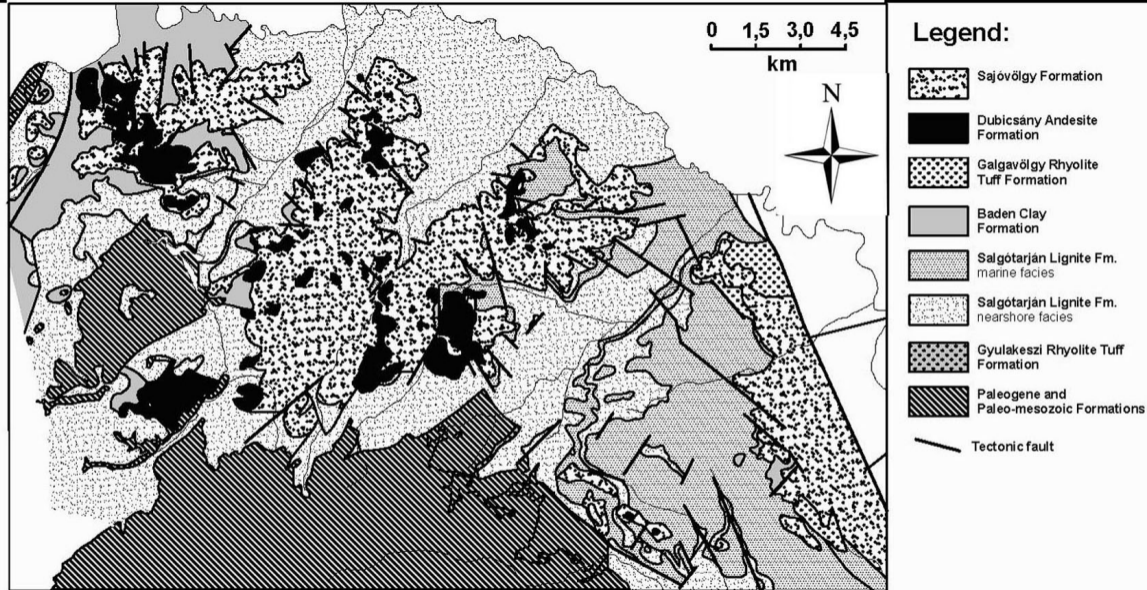 0 1,5 3,0 4,5
km
N
Legend:
Sajóvölgy Formation
Dubicsány Andesite
Formation
Galgavölgy Rhyolite
Tuff Formation
Baden Clay
Formation
Salgótarján Lignite Fm.
marine facies
Salgótarján Lignite Fm.
nearshore facies
Gyulakeszi Rhyolite Tuff
Formation
Paleogene and
Paleo-mesozoic Formations
Tectonic fault